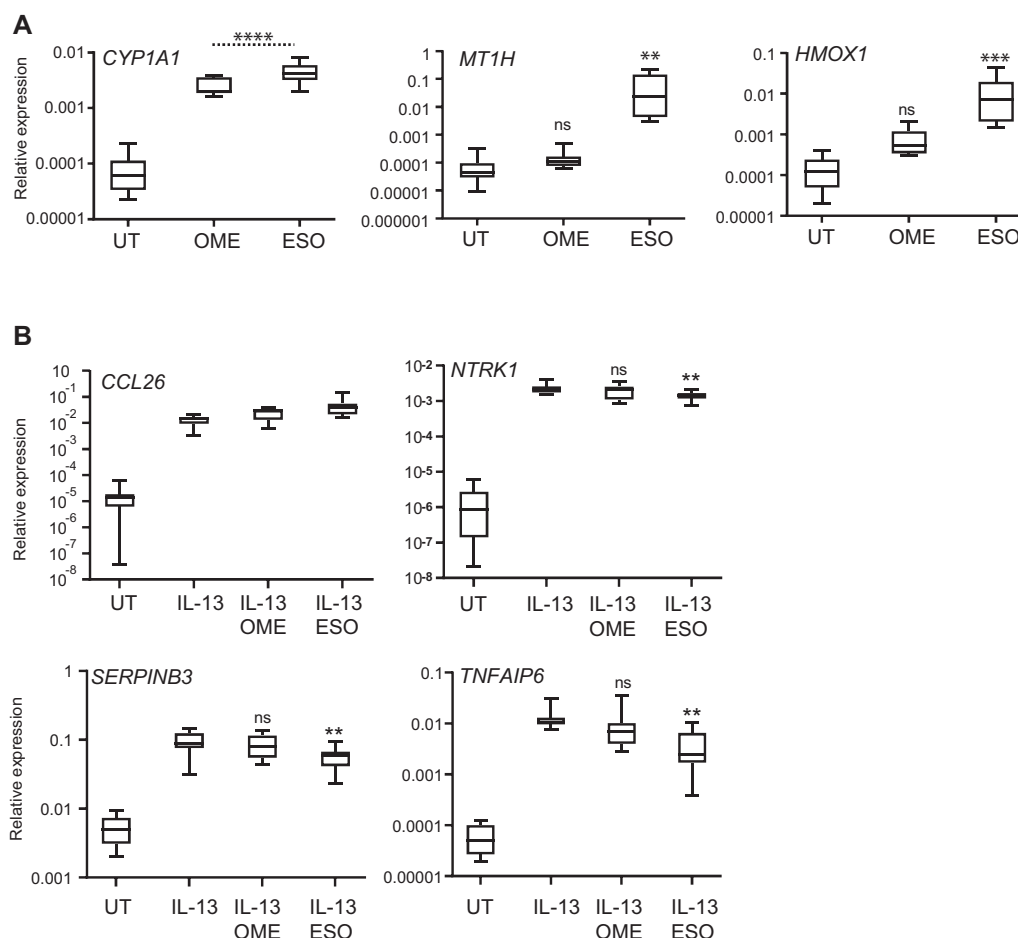 A
CYP1A1
****
Relative expression
0.01
0.001
0.0001
0.00001
UT OME ESO
MT1H
**
ns
1
0.1
0.01
0.001
0.0001
0.00001
0.000001
UT OME ESO
HMOX1
***
ns
0.1
0.01
0.001
0.0001
0.00001
UT OME ESO
B
CCL26
Relative expression
10
10-1
10-2
10-3
10-4
10-5
10-6
10-7
10-8
UT IL-13 IL-13 IL-13
OME ESO
NTRK1
ns
**
10-2
10-3
10-4
10-5
10-6
10-7
10-8
UT IL-13 IL-13 IL-13
OME ESO
SERPINB3
ns
**
Relative expression
1
0.1
0.01
0.001
UT IL-13 IL-13 IL-13
OME ESO
TNFAIP6
ns
**
0.1
0.01
0.001
0.0001
0.00001
UT IL-13 IL-13 IL-13
OME ESO